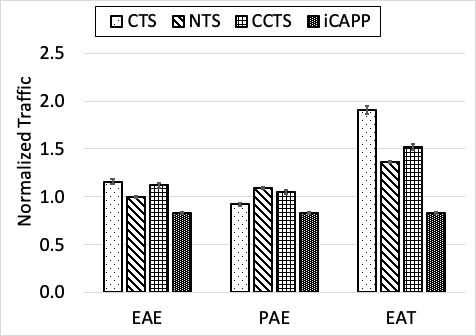 CTS NTS CCTS iCAPP
Normalized Traffic
2.5
2.0
1.5
1.0
0.5
0.0
EAE PAE EAT